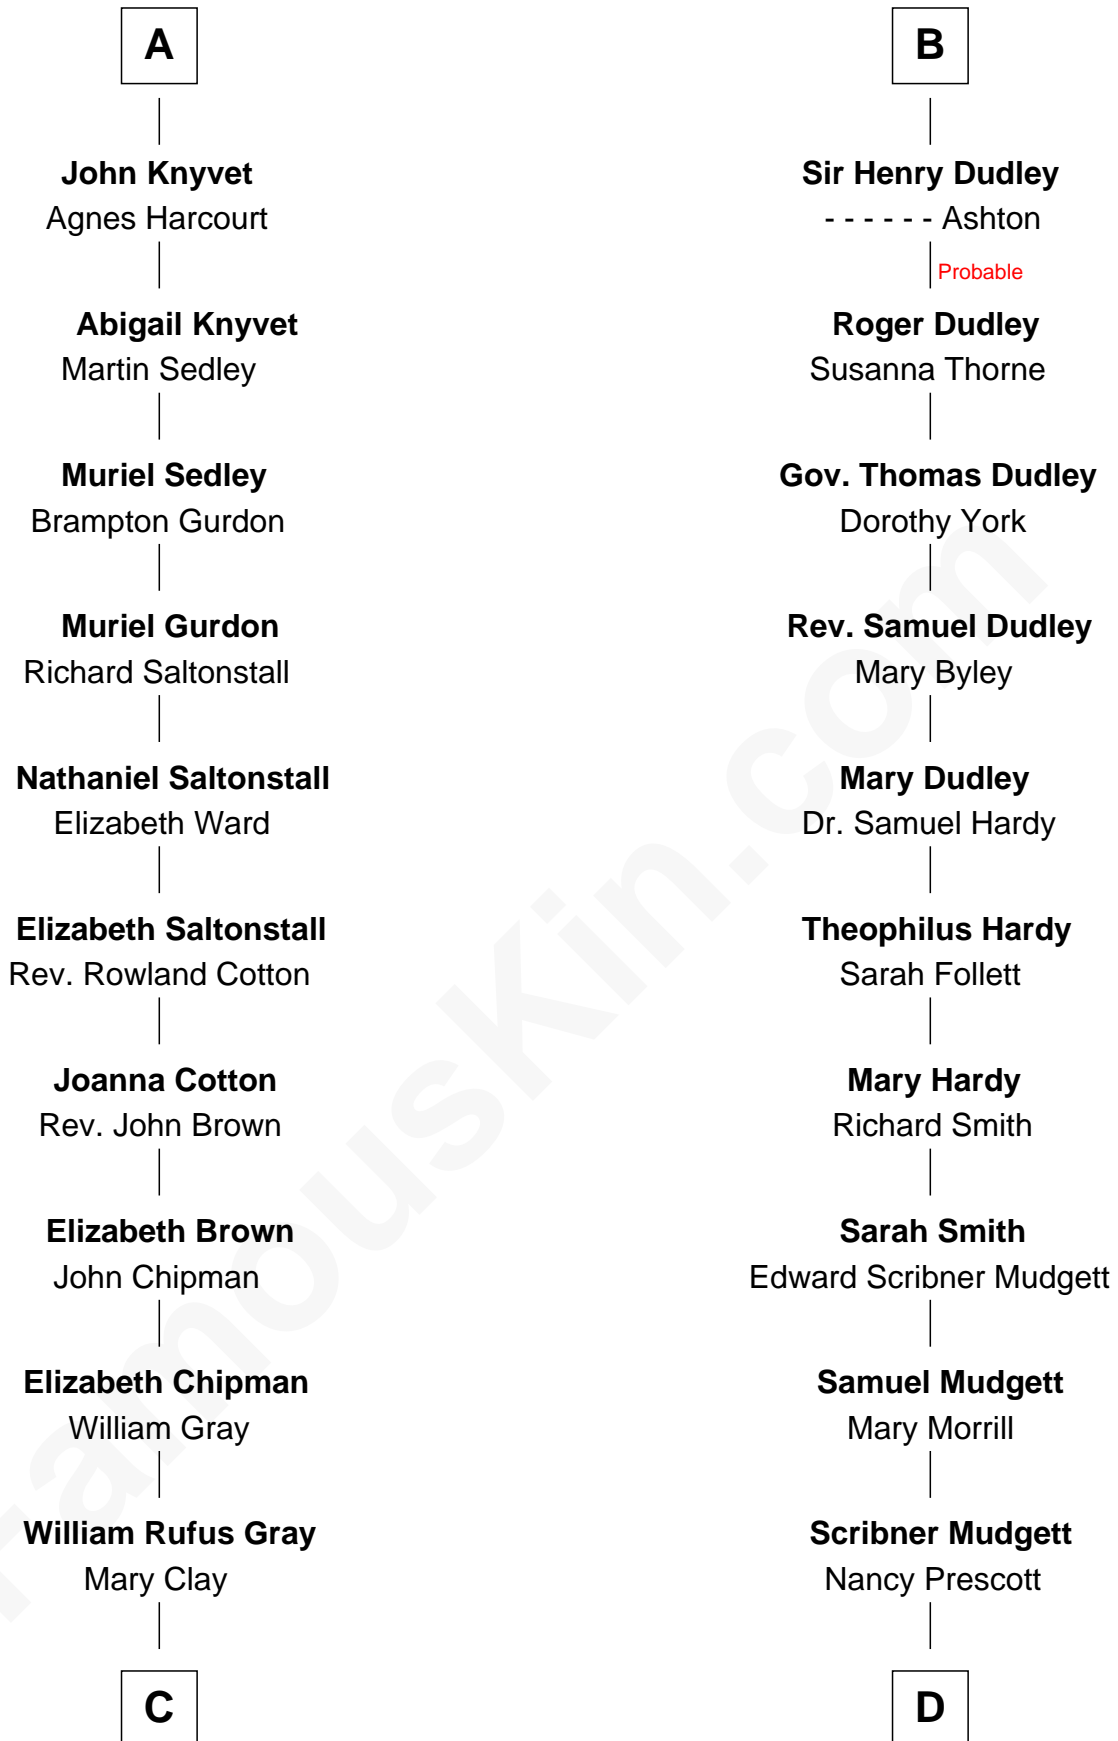 A
John Knyvet
Agnes Harcourt
Abigail Knyvet
Martin Sedley
Muriel Sedley
Brampton Gurdon
Muriel Gurdon
Richard Saltonstall
Nathaniel Saltonstall
Elizabeth Ward
Elizabeth Saltonstall
Rev. Rowland Cotton
Joanna Cotton
Rev. John Brown
Elizabeth Brown
John Chipman
Elizabeth Chipman
William Gray
William Rufus Gray
Mary Clay
C
B
Sir Henry Dudley
- - - - - - Ashton
Probable
Roger Dudley
Susanna Thorne
Gov. Thomas Dudley
Dorothy York
Rev. Samuel Dudley
Mary Byley
Mary Dudley
Dr. Samuel Hardy
Theophilus Hardy
Sarah Follett
Mary Hardy
Richard Smith
Sarah Smith
Edward Scribner Mudgett
Samuel Mudgett
Mary Morrill
Scribner Mudgett
Nancy Prescott
D
FamousKin.com